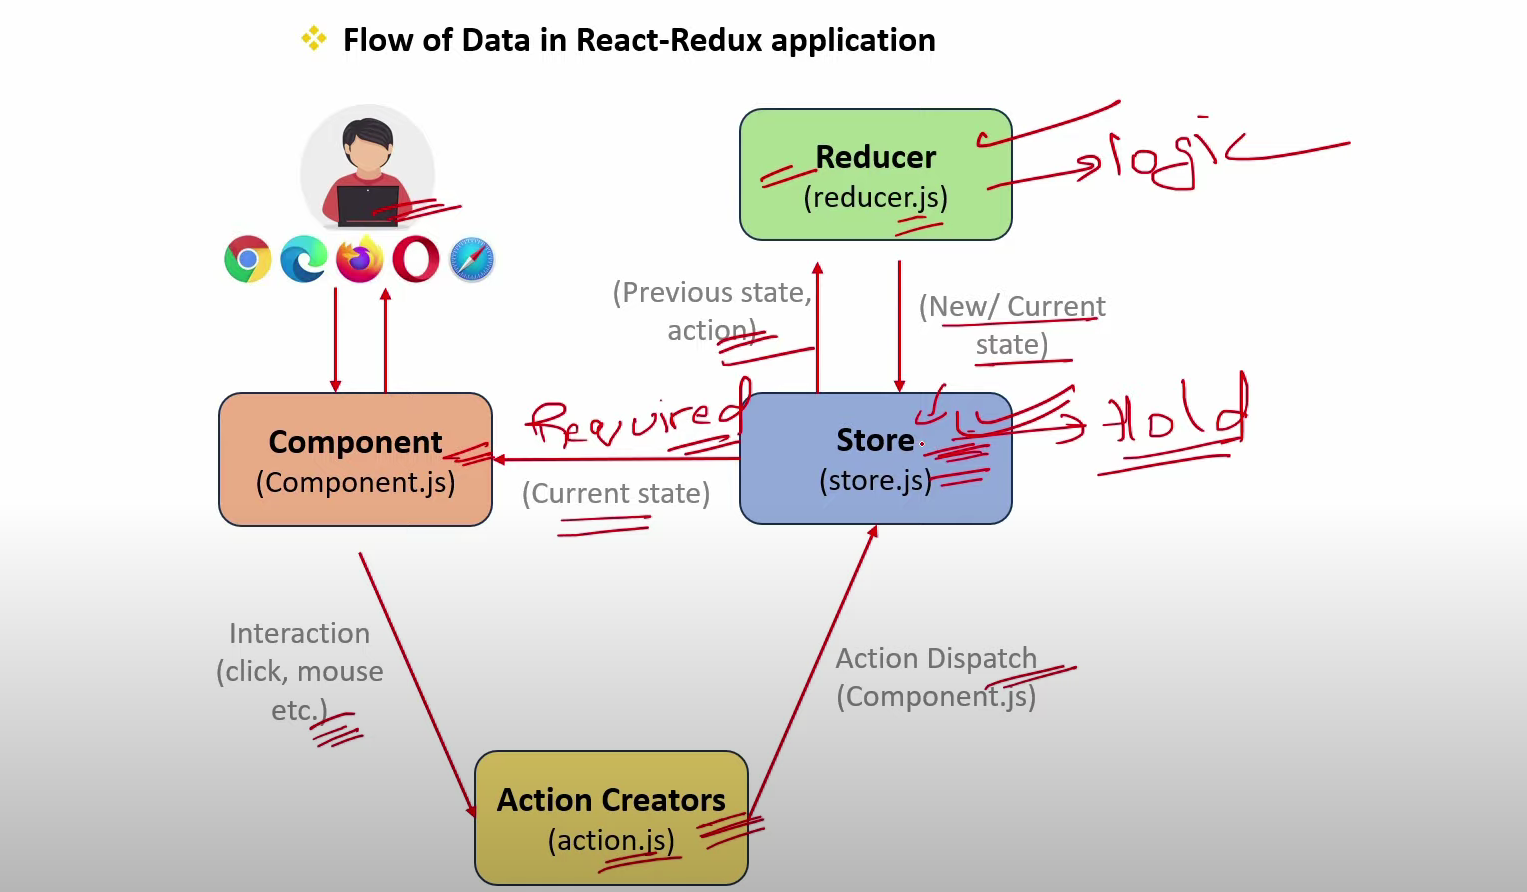 Flow of Data in React-Redux application
Reducer
(reducer.js)
logic
(Previous state,
action)
(New/ Current
state)
Component
(Component.js)
Required
(Current state)
Store
(store.js)
Hold
Interaction
(click, mouse
etc.)
Action Dispatch
(Component.js)
Action Creators
(action.js)